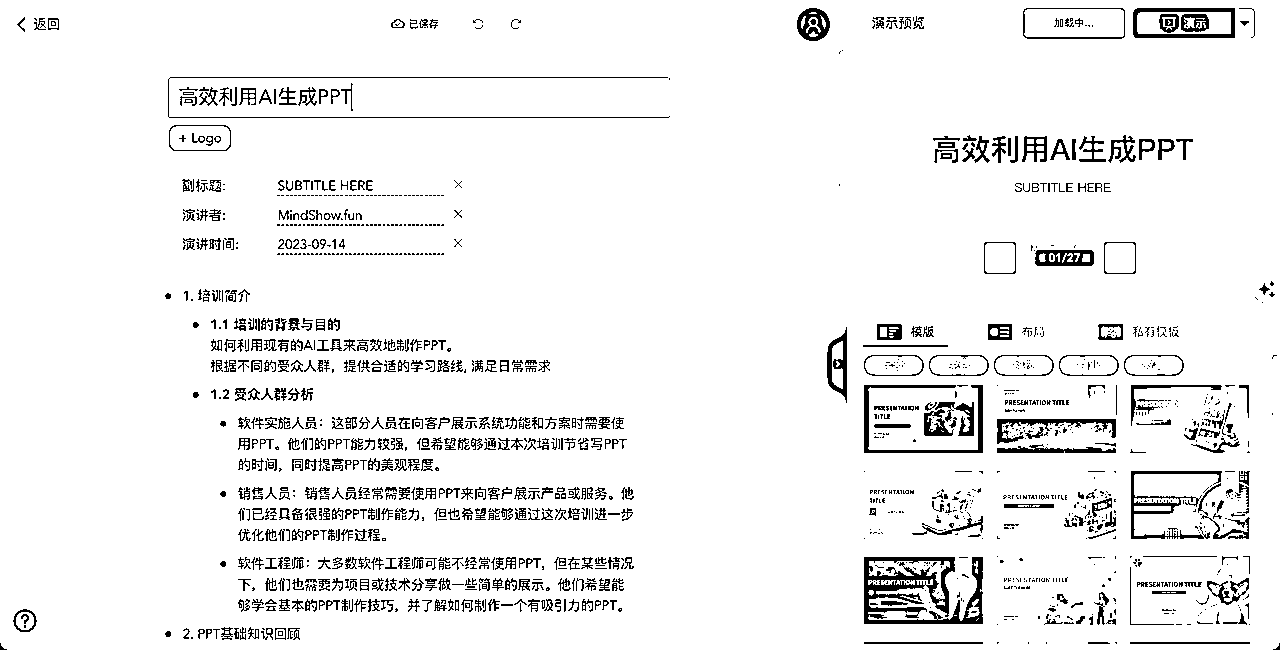 返回
已保存
演示预览
加载中...
演示
高效利用AI生成PPT
+ Logo
副标题: SUBTITLE HERE
演讲者: MindShow.fun
演讲时间: 2023-09-14
1. 培训简介
1.1 培训的背景与目的
如何利用现有的AI工具来高效地制作PPT。
根据不同的受众人群，提供合适的学习路线, 满足日常需求
1.2 受众人群分析
软件实施人员：这部分人员在向客户展示系统功能和方案时需要使
用PPT。他们的PPT能力较强，但希望能够通过本次培训节省写PPT
的时间，同时提高PPT的美观程度。
销售人员：销售人员经常需要使用PPT来向客户展示产品或服务。他
们已经具备很强的PPT制作能力，但也希望能够通过这次培训进一步
优化他们的PPT制作过程。
软件工程师：大多数软件工程师可能不经常使用PPT，但在某些情况
下，他们也需要为项目或技术分享做一些简单的展示。他们希望能
够学会基本的PPT制作技巧，并了解如何制作一个有吸引力的PPT。
2. PPT基础知识回顾
高效利用AI生成PPT
SUBTITLE HERE
01/27
模版
布局
私有模板
PRESENTATION
TITLE
PRESENTATION TITLE
PRESENTATION
TITLE
PRESENTATION TITLE
PRESENTATION TITLE
PRESENTATION TITLE
PRESENTATION TITLE